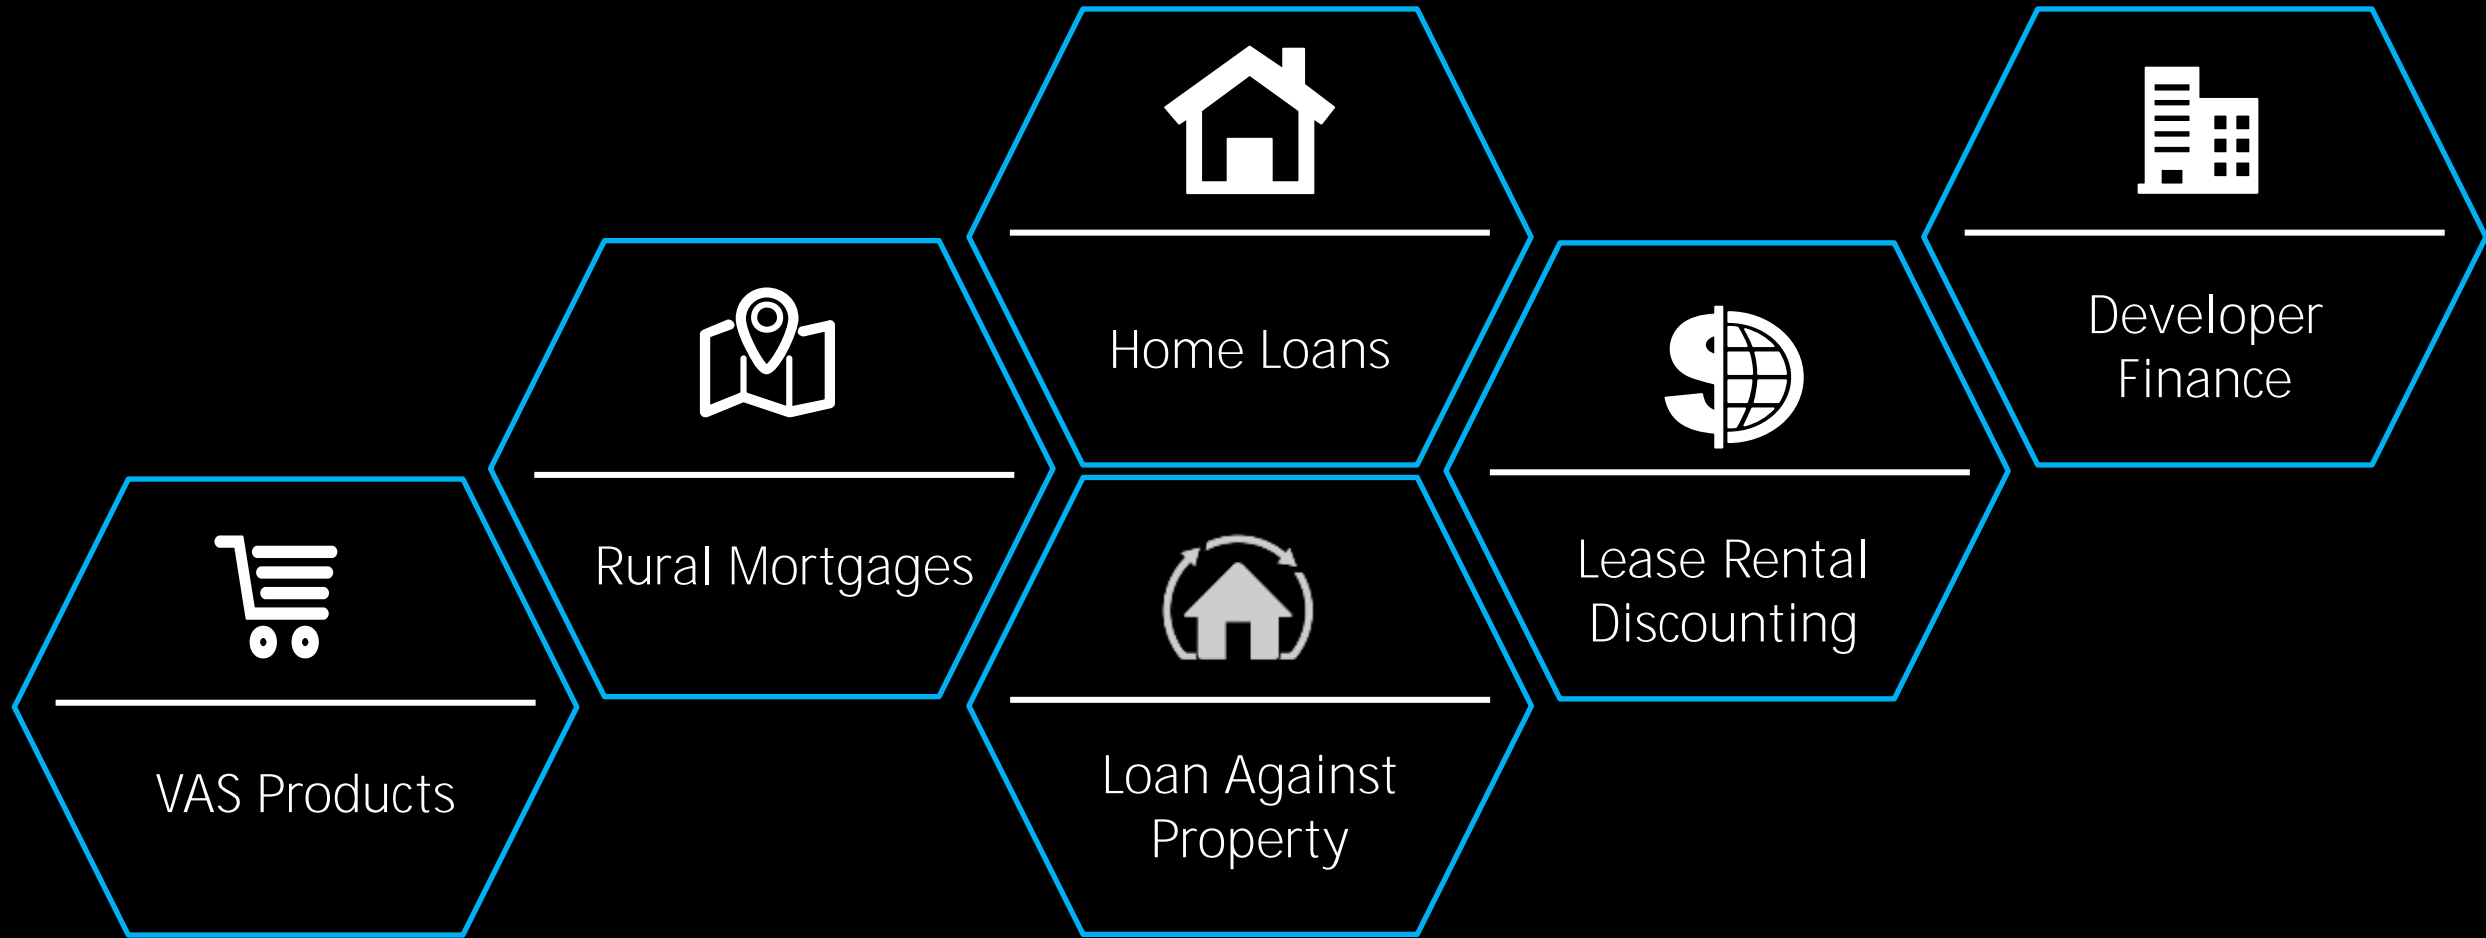 VAS Products
Rural Mortgages
Home Loans
Loan Against
Property
Lease Rental
Discounting
Developer
Finance